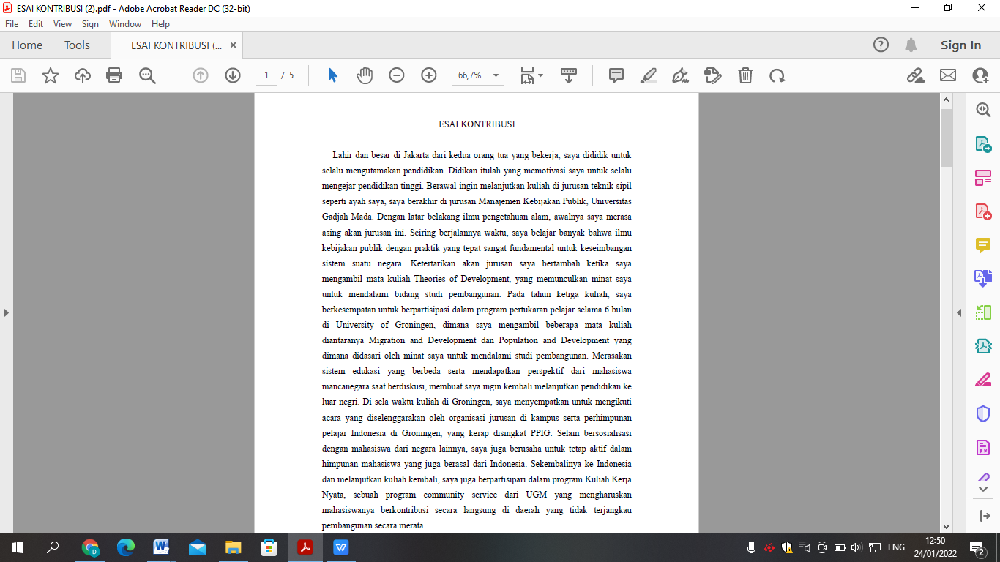 ESAI KONTRIBUSI (2).pdf - Adobe Acrobat Reader DC (32-bit)
File Edit View Sign Window Help
Home Tools ESAI KONTRIBUSI (... × Sign In
1 / 5 66,7%
ESAI KONTRIBUSI
Lahir dan besar di Jakarta dari kedua orang tua yang bekerja, saya dididik untuk
selalu mengutamakan pendidikan. Didikan itulah yang memotivasi saya untuk selalu
mengejar pendidikan tinggi. Berawal ingin melanjutkan kuliah di jurusan teknik sipil
seperti ayah saya, saya berakhir di jurusan Manajemen Kebijakan Publik, Universitas
Gadjah Mada. Dengan latar belakang ilmu pengetahuan alam, awalnya saya merasa
asing akan jurusan ini. Seiring berjalannya waktu, saya belajar banyak bahwa ilmu
kebijakan publik dengan praktik yang tepat sangat fundamental untuk keseimbangan
sistem suatu negara. Ketertarikan akan jurusan saya bertambah ketika saya
mengambil mata kuliah Theories of Development, yang memunculkan minat saya
untuk mendalami bidang studi pembangunan. Pada tahun ketiga kuliah, saya
berkesempatan untuk berpartisipasi dalam program pertukaran pelajar selama 6 bulan
di University of Groningen, dimana saya mengambil beberapa mata kuliah
diantaranya Migration and Development dan Population and Development yang
dimana didasari oleh minat saya untuk mendalami studi pembangunan. Merasakan
sistem edukasi yang berbeda serta mendapatkan perspektif dari mahasiswa
mancanegara saat berdiskusi, membuat saya ingin kembali melanjutkan pendidikan ke
luar negri. Di sela waktu kuliah di Groningen, saya menyempatkan untuk mengikuti
acara yang diselenggarakan oleh organisasi jurusan di kampus serta perhimpunan
pelajar Indonesia di Groningen, yang kerap disingkat PPIG. Selain bersosialisasi
dengan mahasiswa dari negara lainnya, saya juga berusaha untuk tetap aktif dalam
himpunan mahasiswa yang juga berasal dari Indonesia. Sekembalinya ke Indonesia
dan melanjutkan kuliah kembali, saya juga berpartisipari dalam program Kuliah Kerja
Nyata, sebuah program community service dari UGM yang mengharuskan
mahasiswanya berkontribusi secara langsung di daerah yang tidak terjangkau
pembangunan secara merata.
ENG 12:50
24/01/2022 2